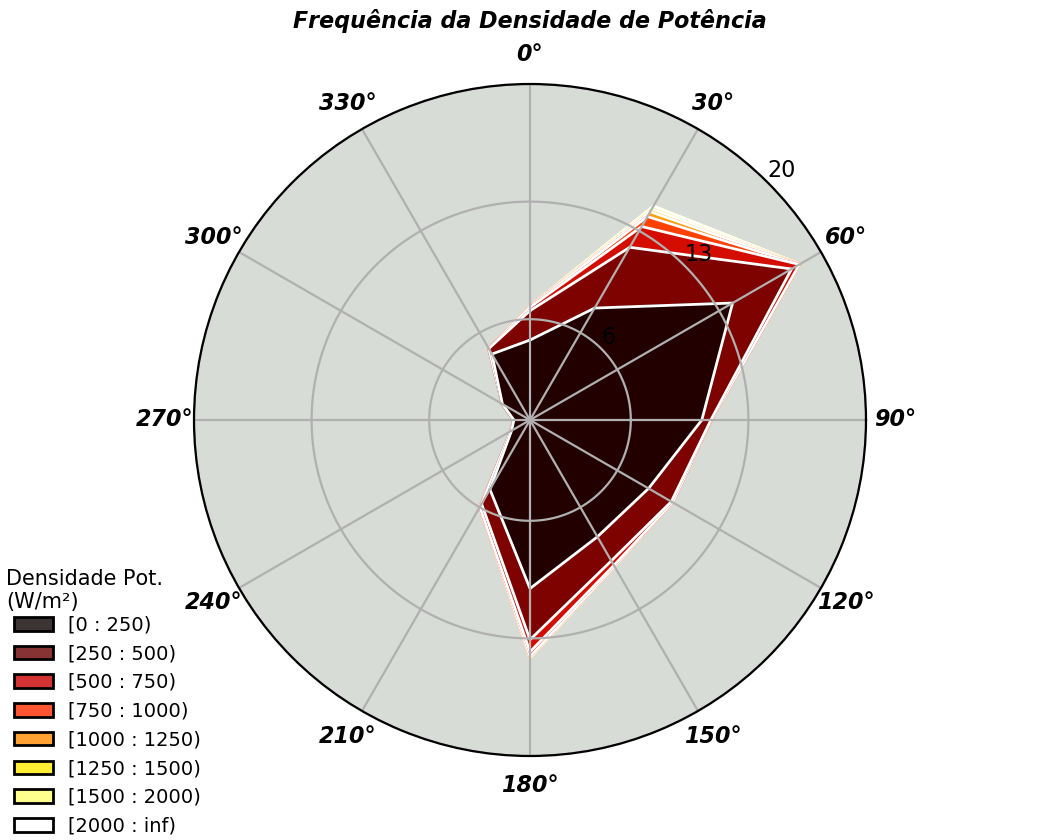 Frequência da Densidade de Potência
0°
330°
30°
20
300°
60°
13
6
270°
90°
240°
120°
210°
150°
180°
Densidade Pot.
(W/m²)
[0 : 250)
[250 : 500)
[500 : 750)
[750 : 1000)
[1000 : 1250)
[1250 : 1500)
[1500 : 2000)
[2000 : inf)